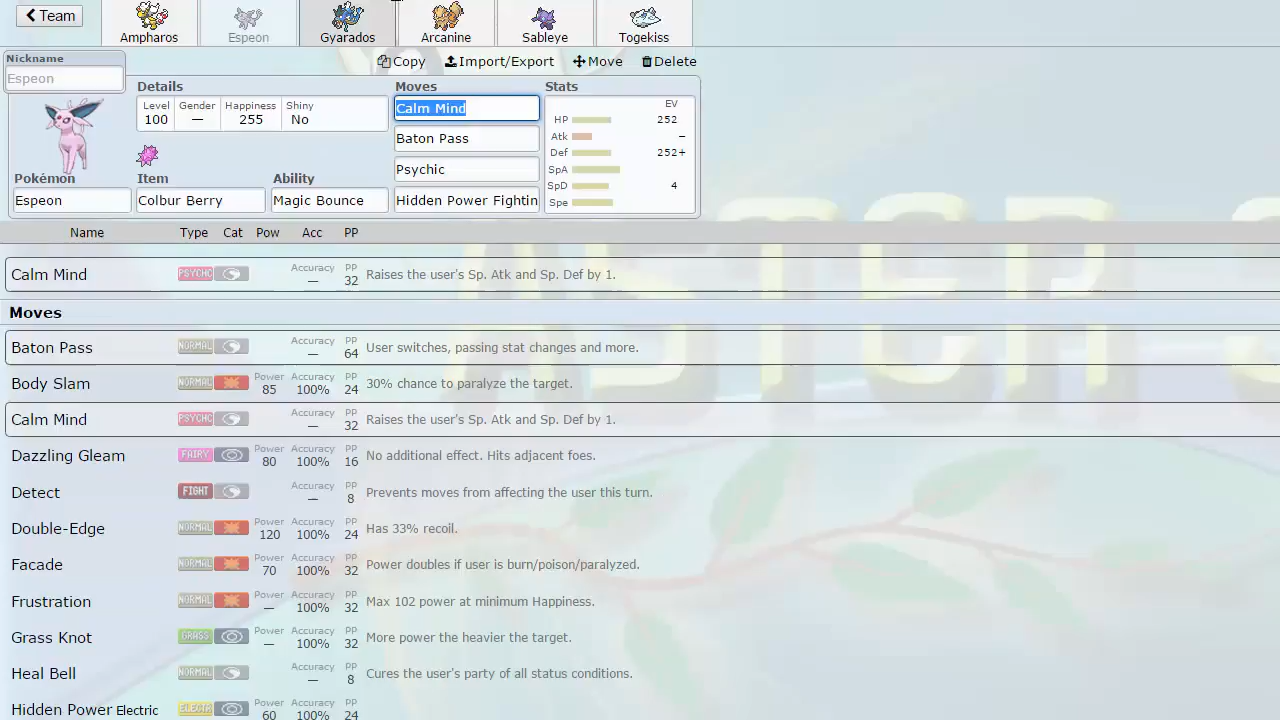 Team
Ampharos
Espeon
Gyarados
Arcanine
Sableye
Togekiss
Copy
Import/Export
Move
Delete
Nickname
Espeon
Details
Level
100
Gender
—
Happiness
255
Shiny
No
Pokémon
Espeon
Item
Colbur Berry
Ability
Magic Bounce
Moves
Calm Mind
Baton Pass
Psychic
Hidden Power Fightin
Stats
EV
HP 252
Atk –
Def 252+
SpA
SpD 4
Spe
Name Type Cat Pow Acc PP
Calm Mind PSYCHC Accuracy — PP 32 Raises the user's Sp. Atk and Sp. Def by 1.
Moves
Baton Pass NORMAL Accuracy — PP 64 User switches, passing stat changes and more.
Body Slam NORMAL Power 85 Accuracy 100% PP 24 30% chance to paralyze the target.
Calm Mind PSYCHC Accuracy — PP 32 Raises the user's Sp. Atk and Sp. Def by 1.
Dazzling Gleam FAIRY Power 80 Accuracy 100% PP 16 No additional effect. Hits adjacent foes.
Detect FIGHT Accuracy — PP 8 Prevents moves from affecting the user this turn.
Double-Edge NORMAL Power 120 Accuracy 100% PP 24 Has 33% recoil.
Facade NORMAL Power 70 Accuracy 100% PP 32 Power doubles if user is burn/poison/paralyzed.
Frustration NORMAL Power — Accuracy 100% PP 32 Max 102 power at minimum Happiness.
Grass Knot GRASS Power — Accuracy 100% PP 32 More power the heavier the target.
Heal Bell NORMAL Accuracy — PP 8 Cures the user's party of all status conditions.
Hidden Power Electric ELECTR Power 60 Accuracy 100% PP 24